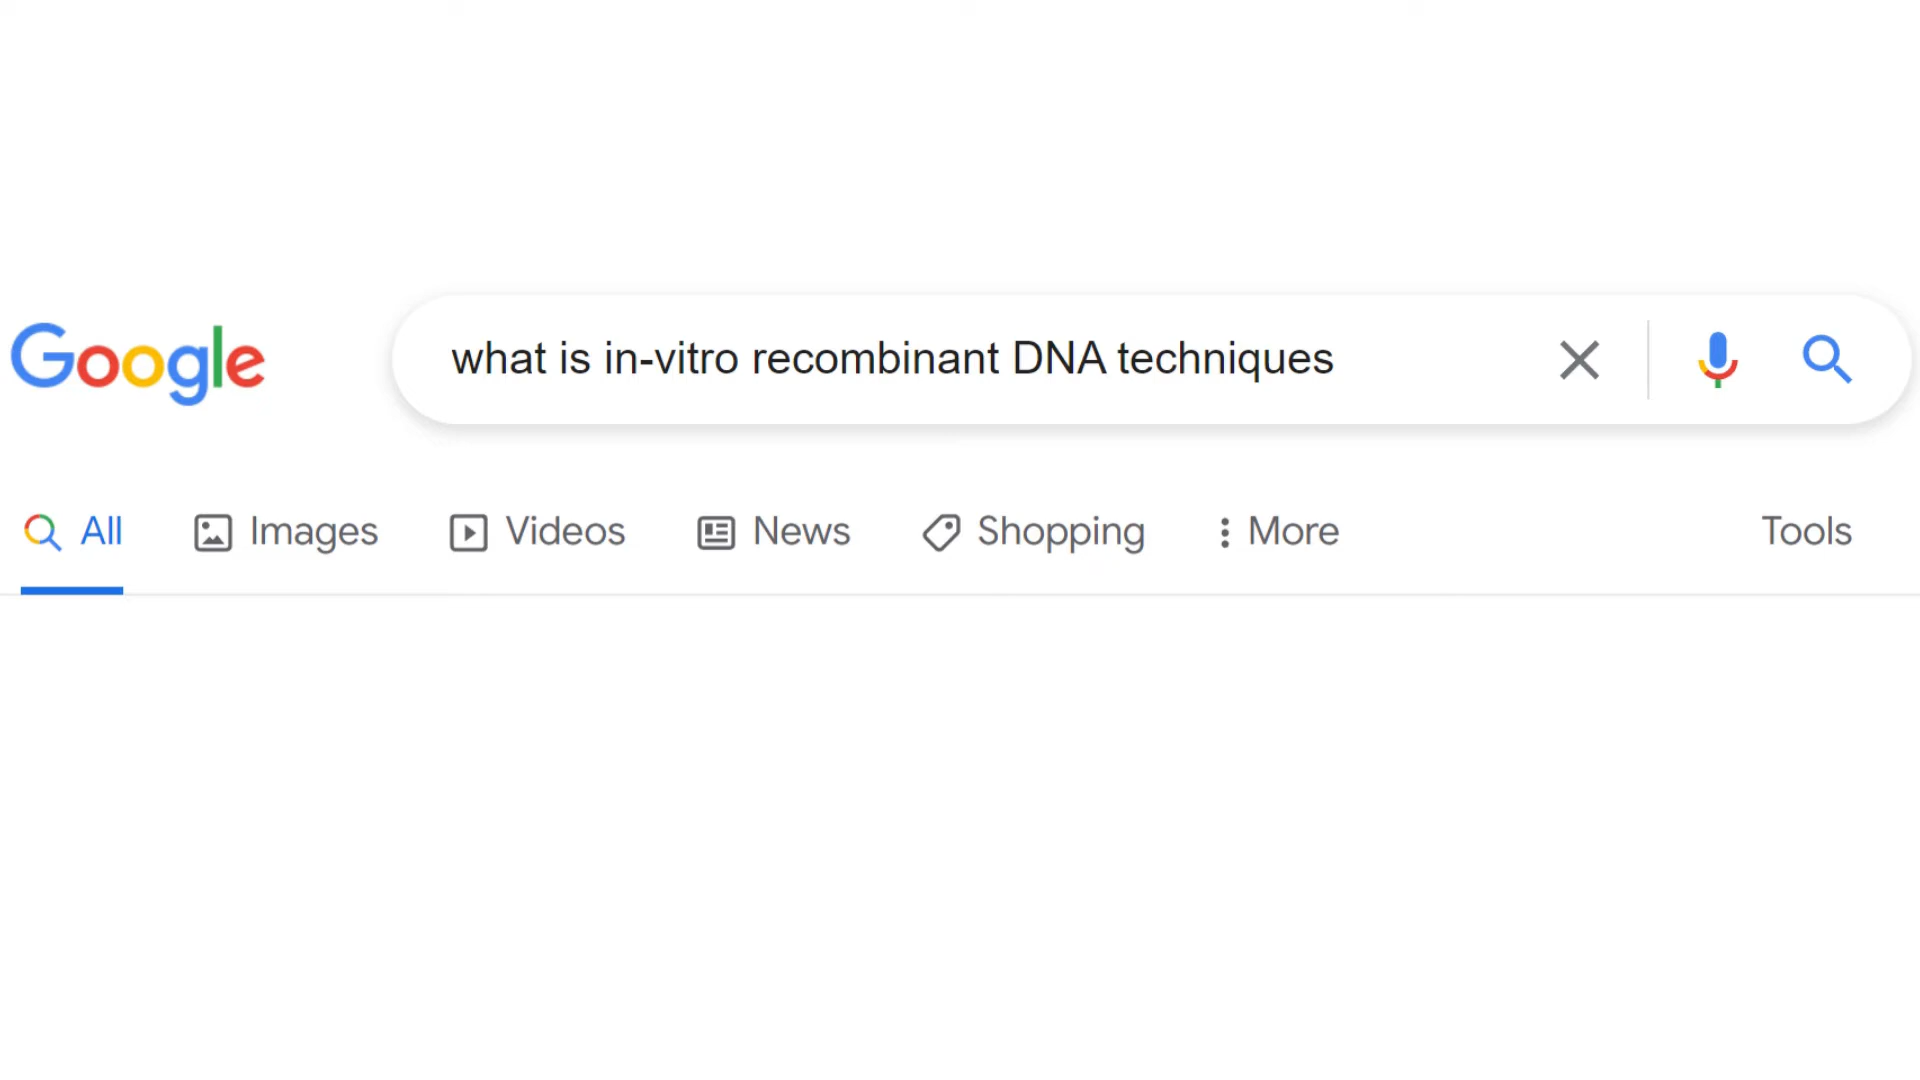 Google what is in-vitro recombinant DNA techniques
All Images Videos News Shopping More Tools